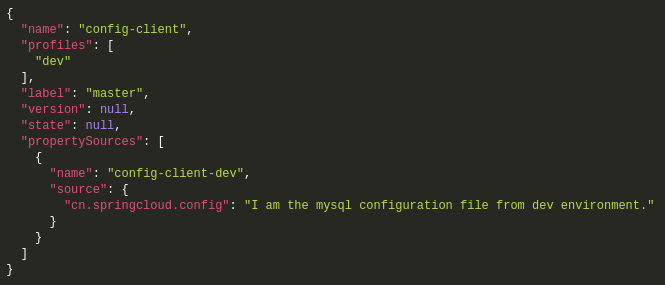 {
  "name": "config-client",
  "profiles": [
    "dev"
  ],
  "label": "master",
  "version": null,
  "state": null,
  "propertySources": [
    {
      "name": "config-client-dev",
      "source": {
        "cn.springcloud.config": "I am the mysql configuration file from dev environment."
      }
    }
  ]
}